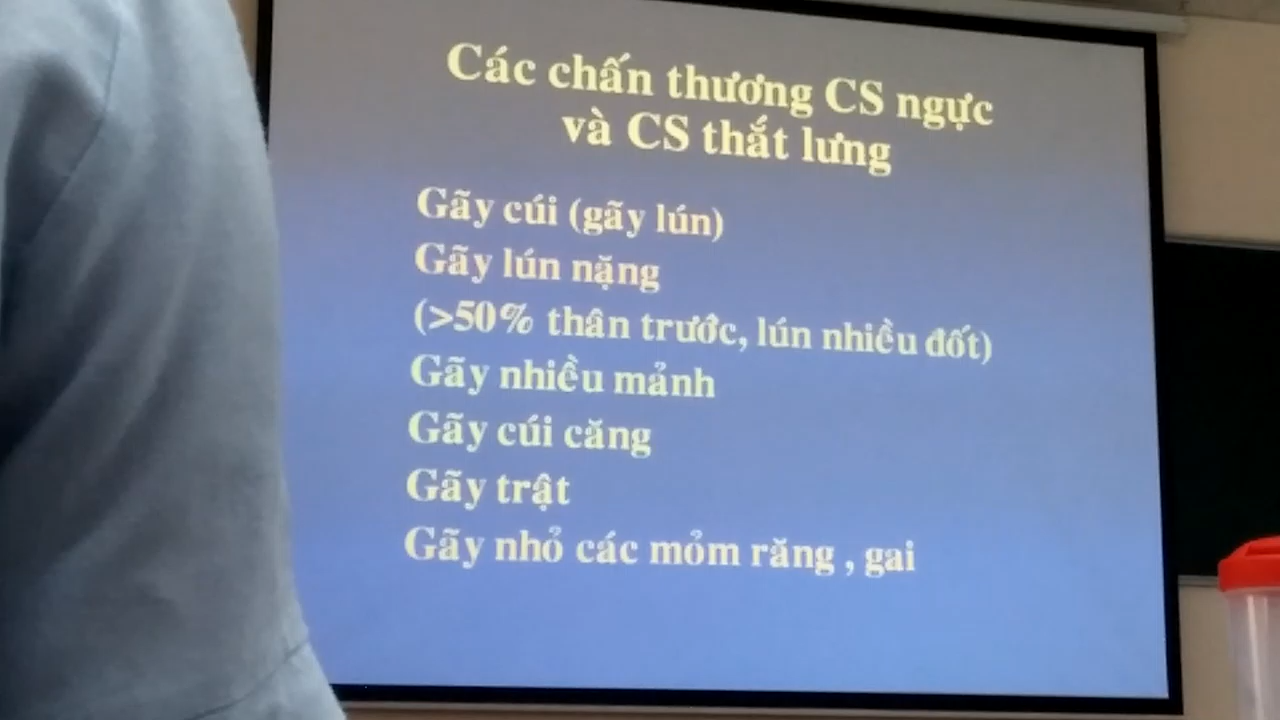 Các chấn thương CS ngực
và CS thắt lưng
Gãy cúi (gãy lún)
Gãy lún nặng
(>50% thân trước, lún nhiều đốt)
Gãy nhiều mảnh
Gãy cúi căng
Gãy trật
Gãy nhỏ các mỏm răng , gai